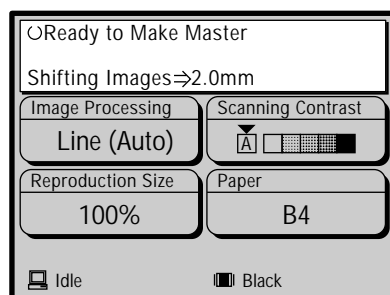 Ready to Make Master
Shifting Images⇒2.0mm
Image Processing
Line (Auto)
Scanning Contrast
A
Reproduction Size
100%
Paper
B4
Idle
Black